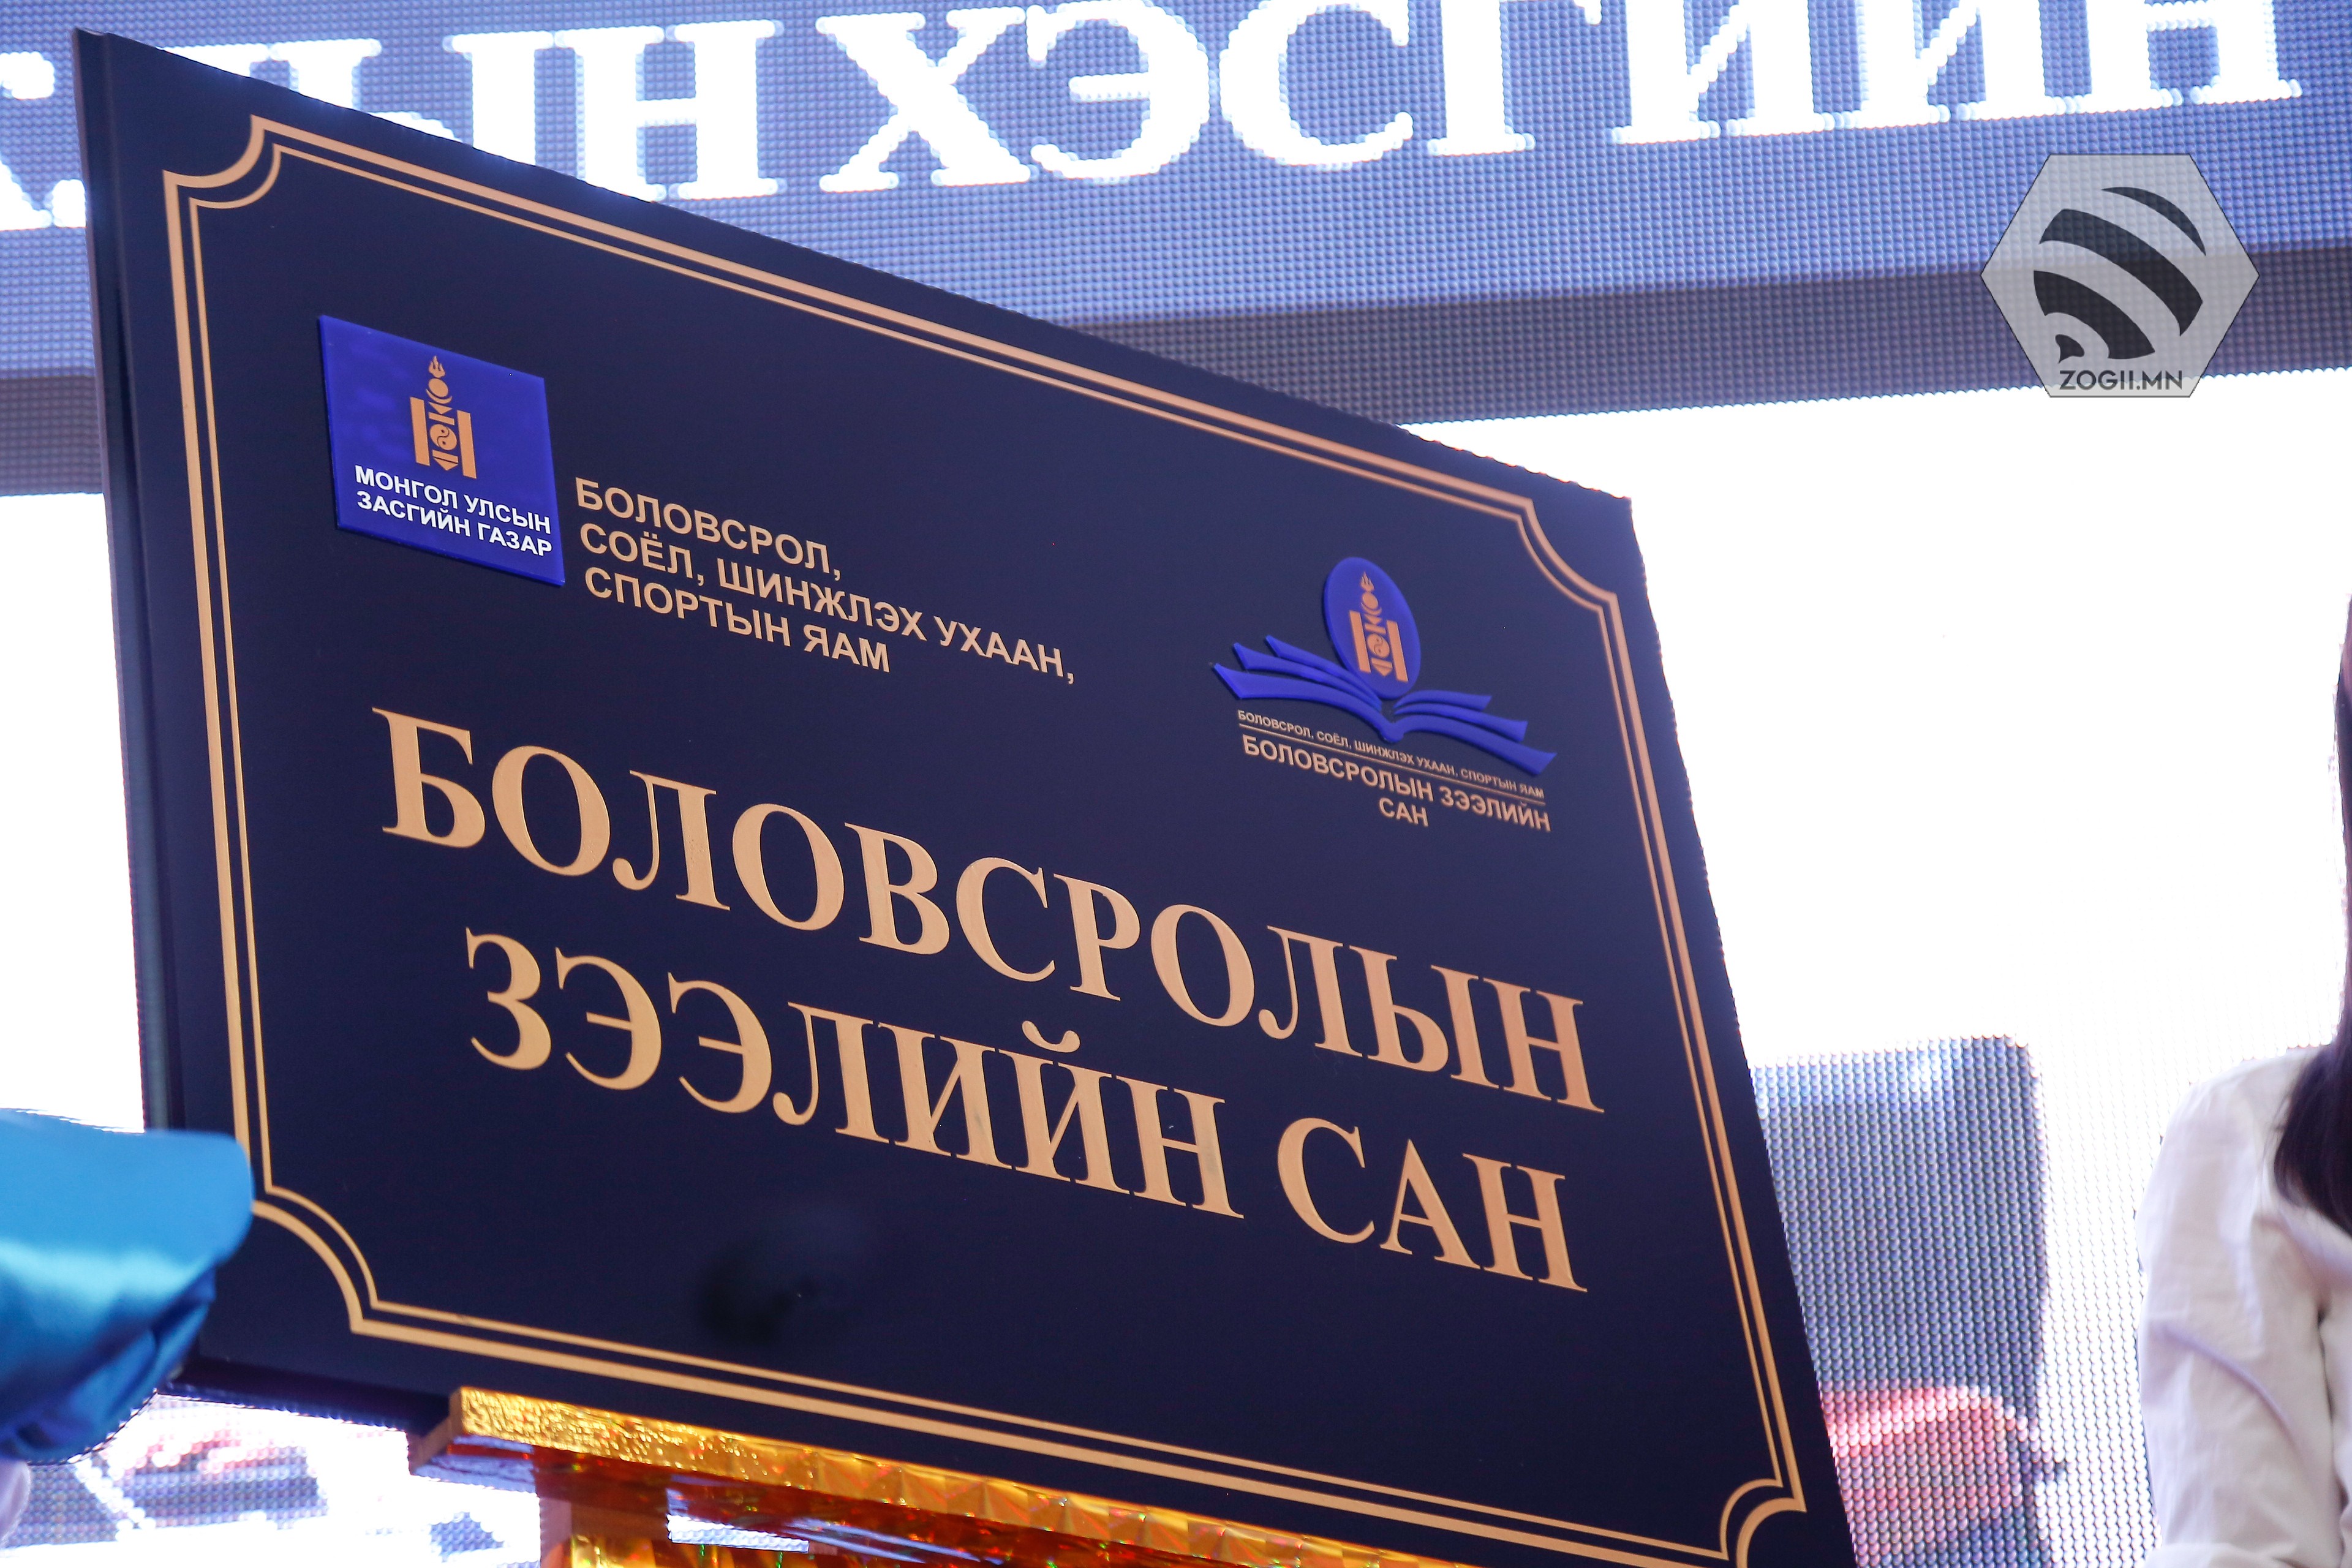 ХЭСГИЙН
ZOGII.MN
МОНГОЛ УЛСЫН
ЗАСГИЙН ГАЗАР
БОЛОВСРОЛ,
СОЁЛ, ШИНЖЛЭХ УХААН,
СПОРТЫН ЯАМ
БОЛОВСРОЛ, СОЁЛ, ШИНЖЛЭХ УХААН, СПОРТЫН ЯАМ
БОЛОВСРОЛЫН ЗЭЭЛИЙН
САН
БОЛОВСРОЛЫН
ЗЭЭЛИЙН САН